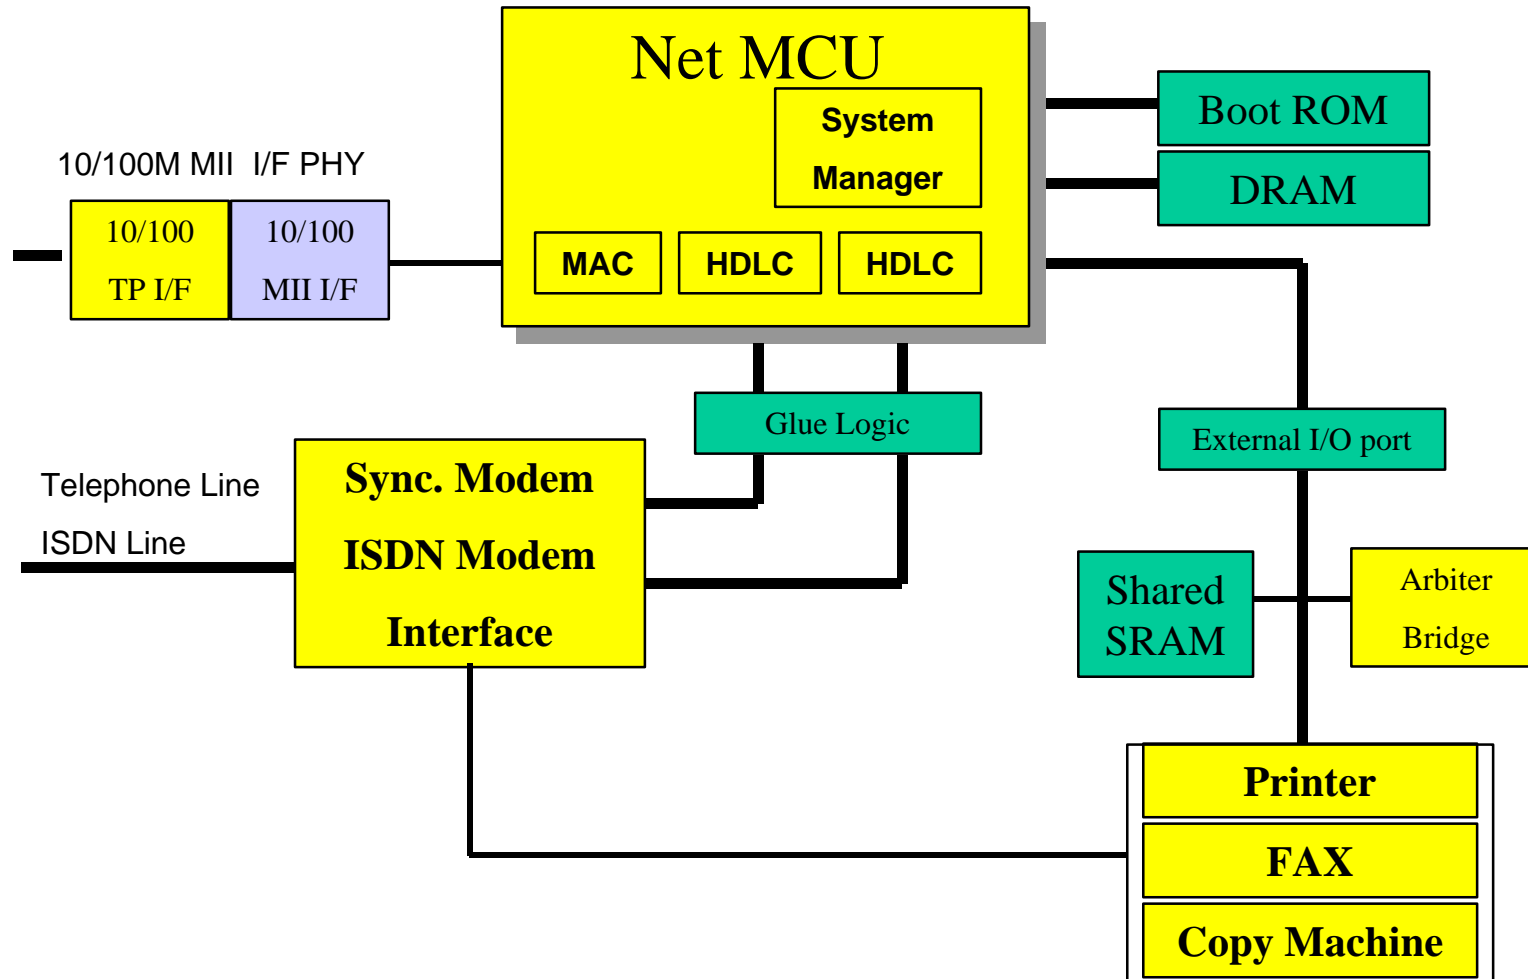 Net MCU
System
Manager
MAC
HDLC
HDLC
Boot ROM
DRAM
10/100M MII  I/F PHY
10/100
TP I/F
10/100
MII I/F
Glue Logic
External I/O port
Telephone Line
ISDN Line
Sync. Modem
ISDN Modem
Interface
Shared
SRAM
Arbiter
Bridge
Printer
FAX
Copy Machine